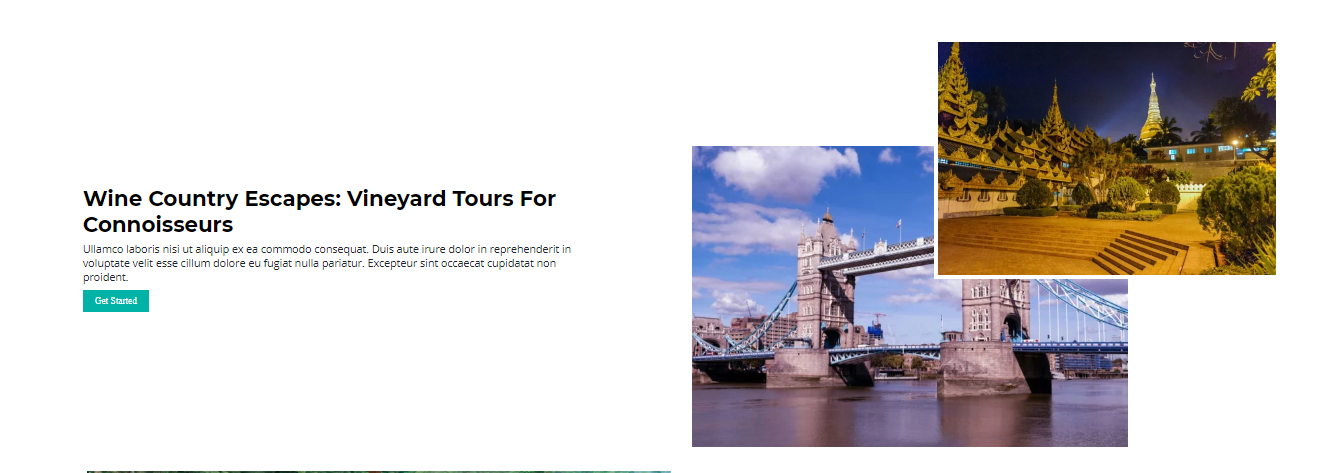 Wine Country Escapes: Vineyard Tours For
Connoisseurs
Ullamco laboris nisi ut aliquip ex ea commodo consequat. Duis aute irure dolor in reprehenderit in
voluptate velit esse cillum dolore eu fugiat nulla pariatur. Excepteur sint occaecat cupidatat non
proident.
Get Started